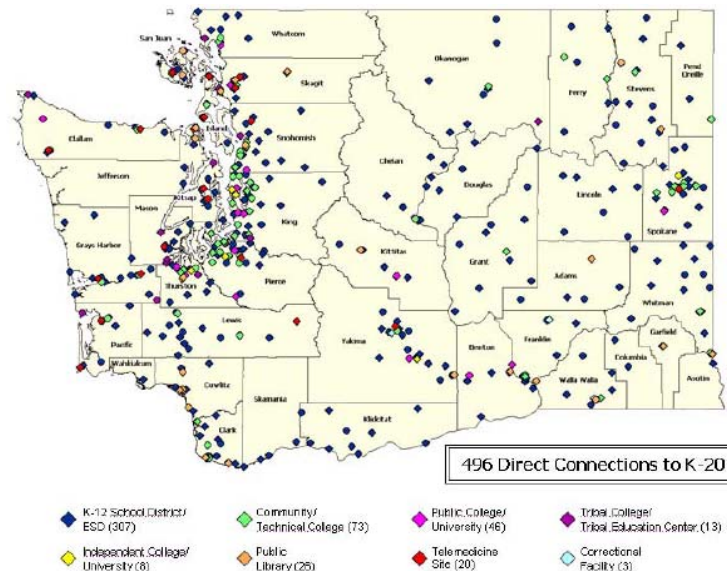 Whatcom
San Juan
Okanogan
Pend
Oreille
Skagit
Ferry
Stevens
Island
Clallam
Snohomish
Chelan
Jefferson
Douglas
Lincoln
Kitsap
Mason
King
Spokane
Grays Harbor
Kittitas
Grant
Adams
Thurston
Pierce
Whitman
Lewis
Yakima
Franklin
Garfield
Pacific
Benton
Columbia
Wahkiakum
Walla Walla
Asotin
Cowlitz
Skamania
Klickitat
Clark
496 Direct Connections to K-20
K-12 School District/
ESD (307)
Community/
Technical College (73)
Public College/
University (46)
Tribal College/
Tribal Education Center (13)
Independent College/
University (8)
Public
Library (26)
Telemedicine
Site (20)
Correctional
Facility (3)